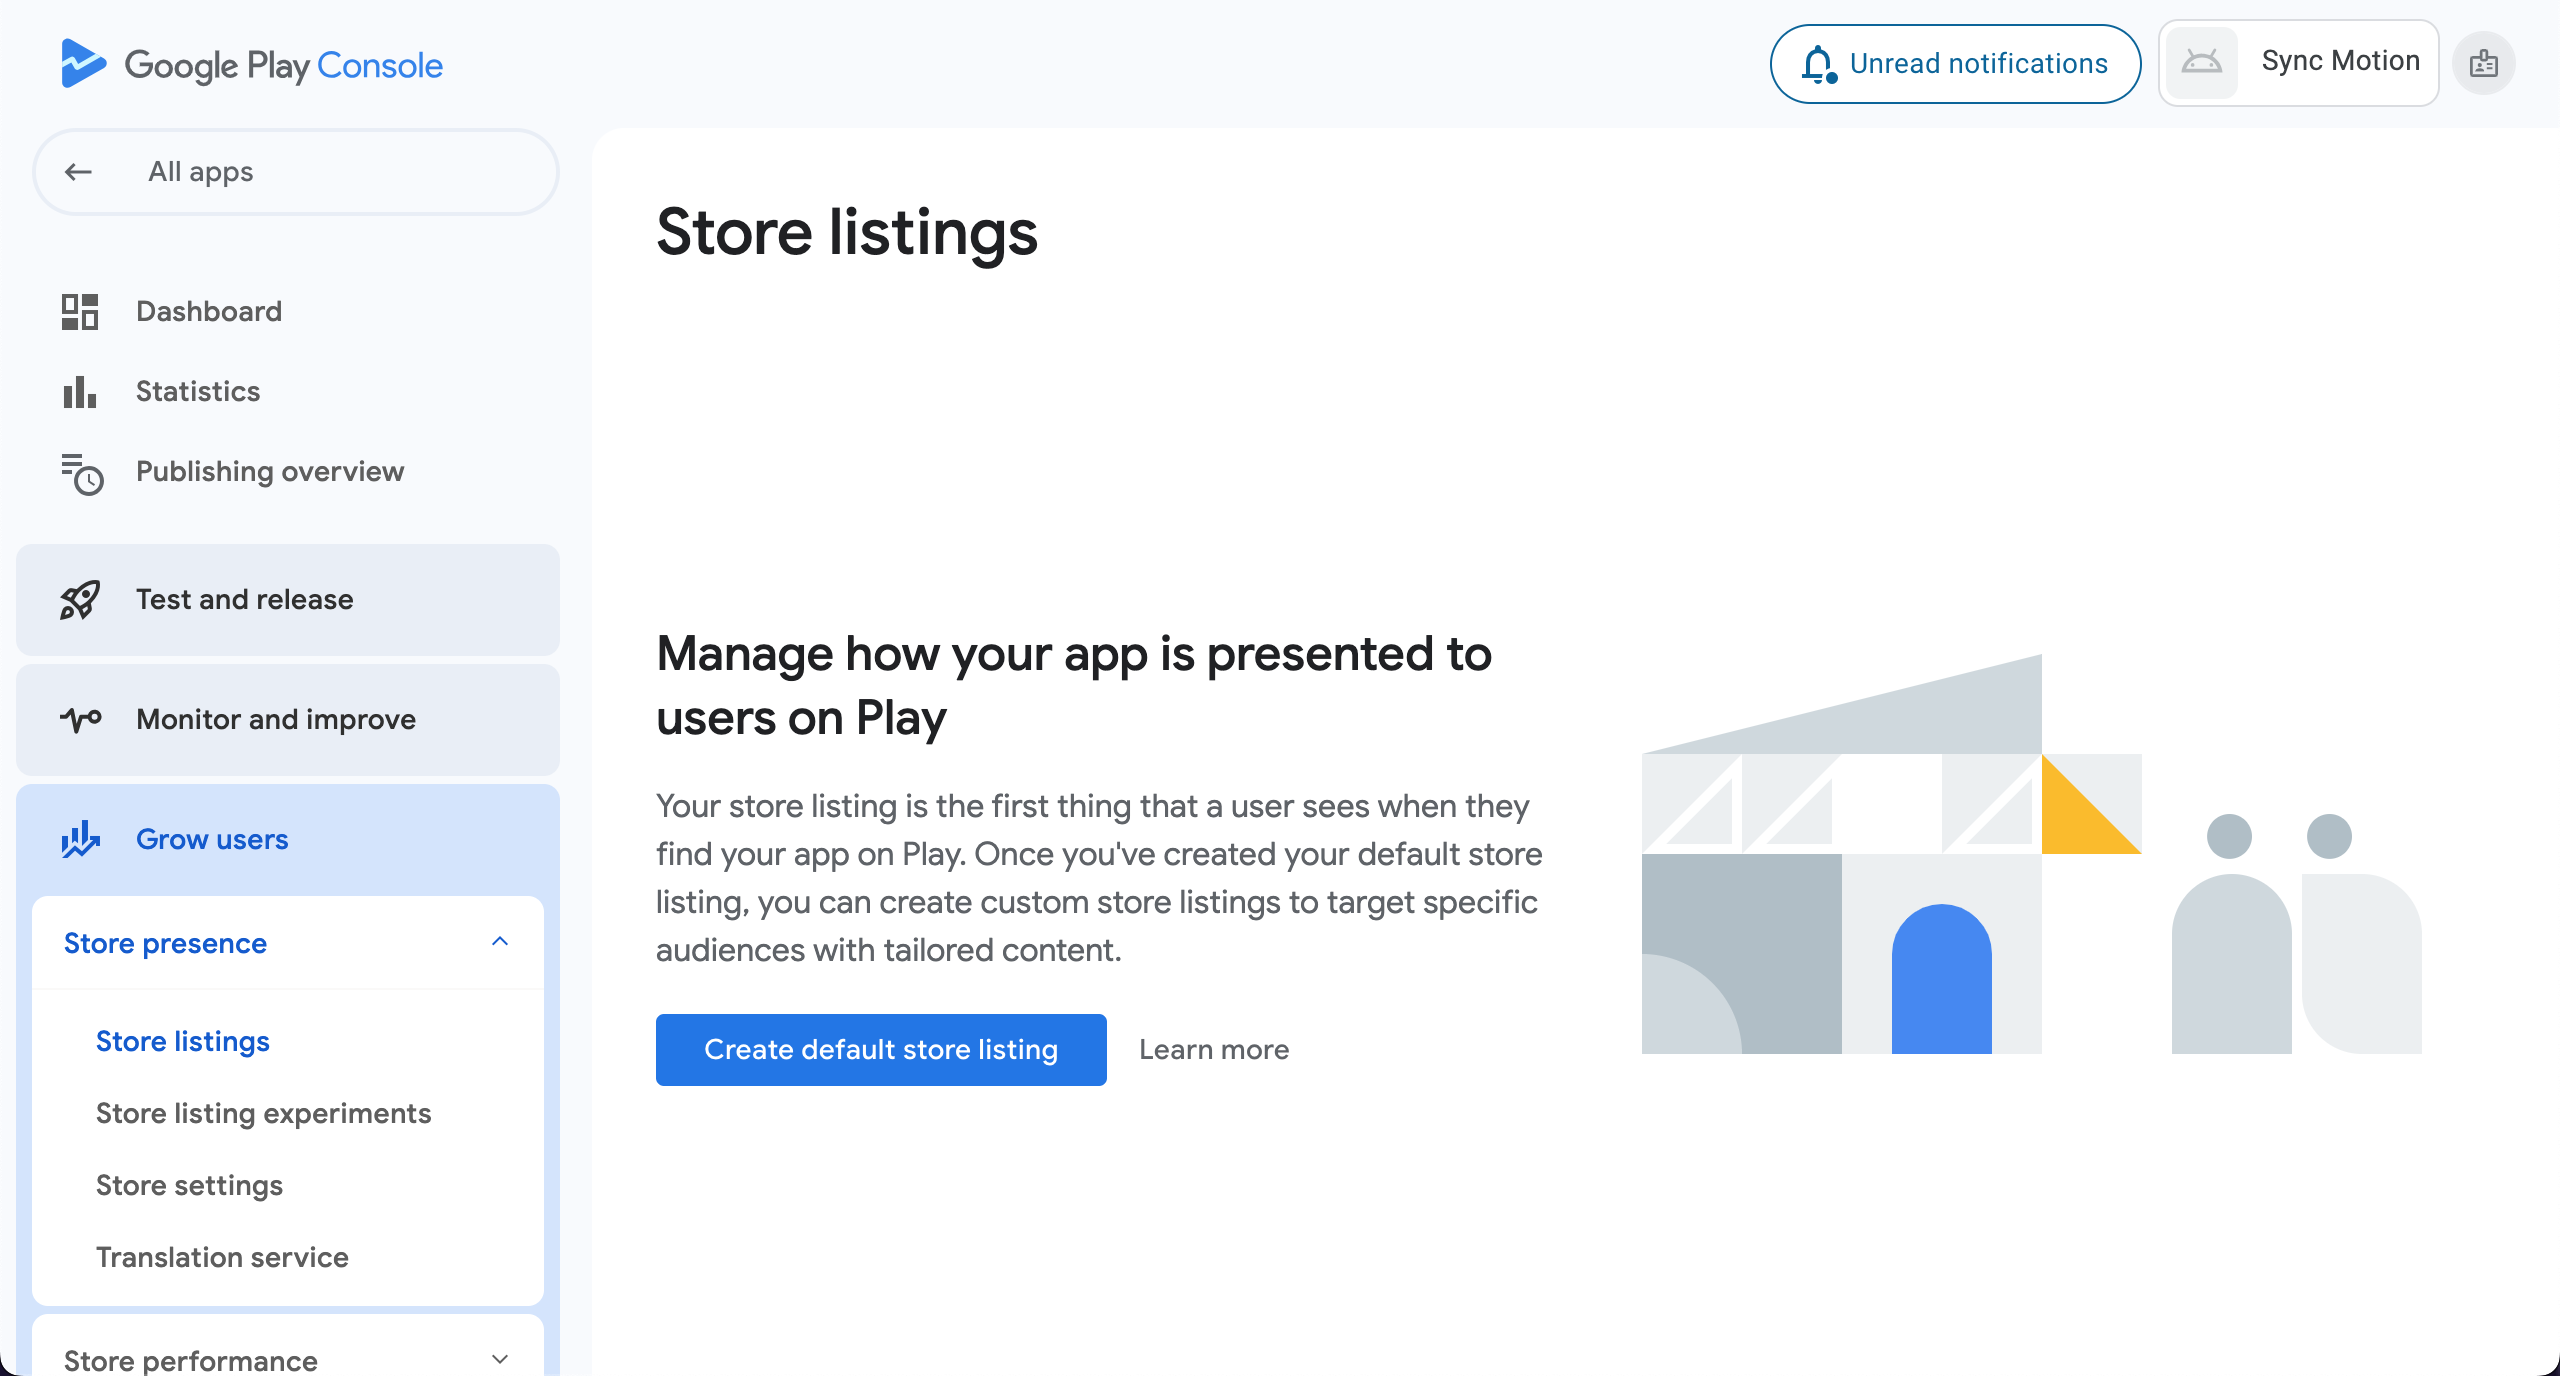 Google Play Console
Unread notifications
Sync Motion
All apps
Dashboard
Statistics
Publishing overview
Test and release
Monitor and improve
Grow users
Store presence
Store listings
Store listing experiments
Store settings
Translation service
Store performance
Store listings
Manage how your app is presented to
users on Play
Your store listing is the first thing that a user sees when they
find your app on Play. Once you've created your default store
listing, you can create custom store listings to target specific
audiences with tailored content.
Create default store listing
Learn more